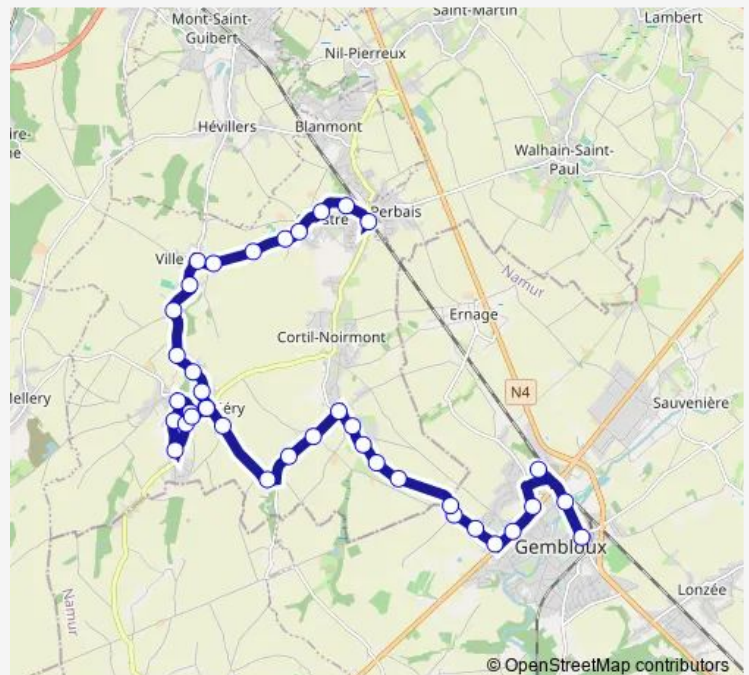 Mont-Saint-
Guibert
Saint-Martin
Lambert
Nil-Pierreux
Hévillers
Blanmont
Walhain-Saint-
Paul
Perbais
Ville
Namur
Ernage
Cortil-Noirmont
N4
Sauvenière
Gembloux
Lonzée
Namur
© OpenStreetMap contributors